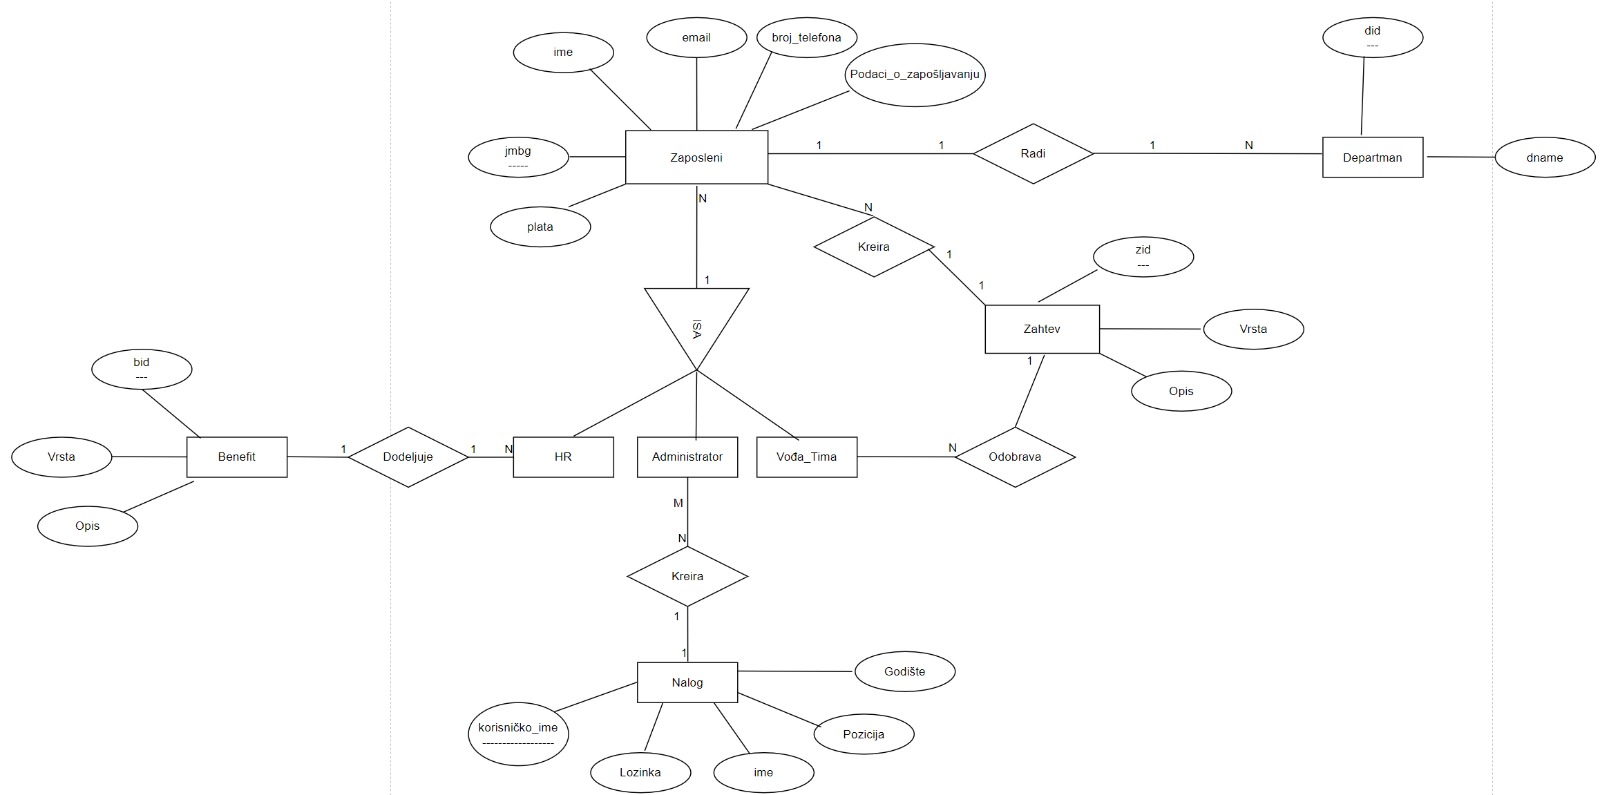 did
---
email
broj_telefona
ime
Podaci_o_zapošljavanju
jmbg
-----
Zaposleni
1
1
Radi
1
N
Departman
dname
plata
N
N
Kreira
1
zid
---
1
1
ISA
Zahtev
Vrsta
1
bid
---
Opis
Vrsta
Benefit
1
Dodeljuje
1
N
HR
Administrator
Vođa_Tima
N
Odobrava
M
Opis
N
Kreira
1
1
Nalog
Godište
korisničko_ime
------------------
Pozicija
Lozinka
ime